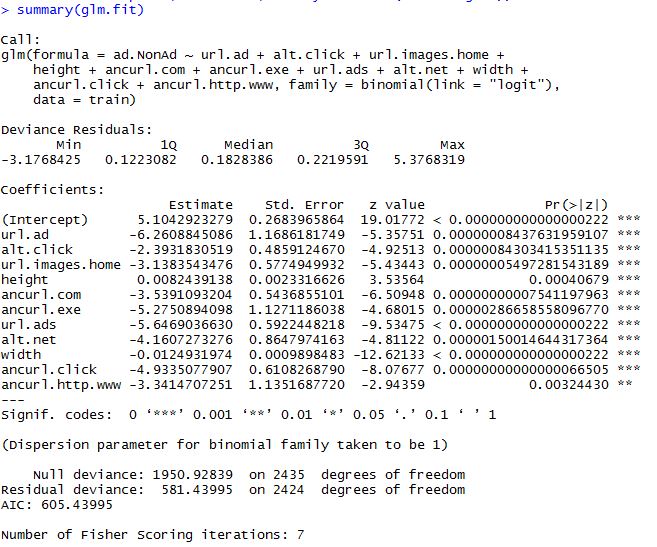 > summary(glm.fit)
Call:
glm(formula = ad.NonAd ~ url.ad + alt.click + url.images.home +
height + ancurl.com + ancurl.exe + url.ads + alt.net + width +
ancurl.click + ancurl.http.www, family = binomial(link = "logit"),
data = train)
Deviance Residuals:
Min 1Q Median 3Q Max
-3.1768425 0.1223082 0.1828386 0.2219591 5.3768319
Coefficients:
Estimate Std. Error z value Pr(>|z|)
(Intercept) 5.1042923279 0.2683965864 19.01772 < 0.000000000000000222 ***
url.ad -6.2608845086 1.1686181749 -5.35751 0.00000008437631959107 ***
alt.click -2.3931830519 0.4859124670 -4.92513 0.00000084303415351135 ***
url.images.home -3.1383543476 0.5774949932 -5.43443 0.00000005497281543189 ***
height 0.0082439138 0.0023316626 3.53564 0.00040679 ***
ancurl.com -3.5391093204 0.5436855101 -6.50948 0.00000000007541197963 ***
ancurl.exe -5.2750894098 1.1271186038 -4.68015 0.00000286658558096770 ***
url.ads -5.6469036630 0.5922448218 -9.53475 < 0.000000000000000222 ***
alt.net -4.1607273276 0.8647974163 -4.81122 0.00000150014644317364 ***
width -0.0124931974 0.0009898483 -12.62133 < 0.000000000000000222 ***
ancurl.click -4.9335077907 0.6108268790 -8.07677 0.00000000000000066505 ***
ancurl.http.www -3.3414707251 1.1351687720 -2.94359 0.00324430 **
---
Signif. codes: 0 ‘***’ 0.001 ‘**’ 0.01 ‘*’ 0.05 ‘.’ 0.1 ‘ ’ 1
(Dispersion parameter for binomial family taken to be 1)
Null deviance: 1950.92839 on 2435 degrees of freedom
Residual deviance: 581.43995 on 2424 degrees of freedom
AIC: 605.43995
Number of Fisher Scoring iterations: 7